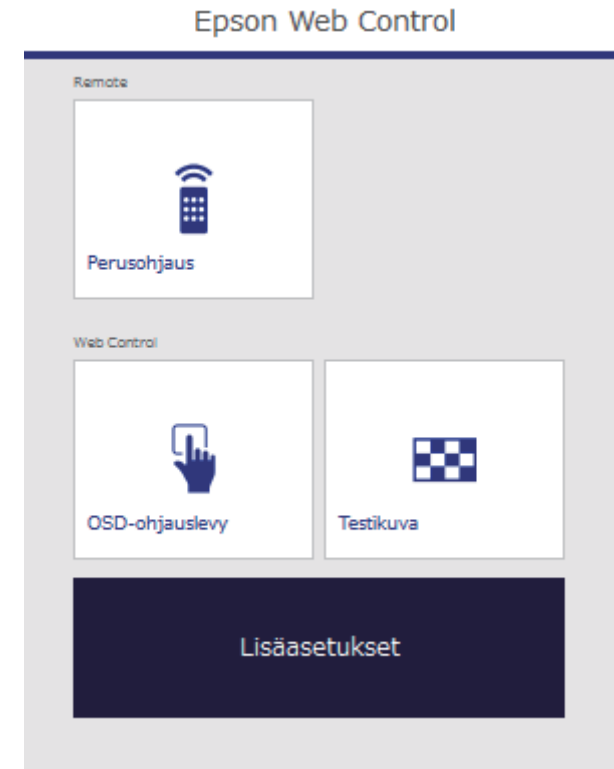 Epson Web Control
Remote
Perusohjaus
Web Control
OSD-ohjauslevy
Testikuva
Lisäasetukset